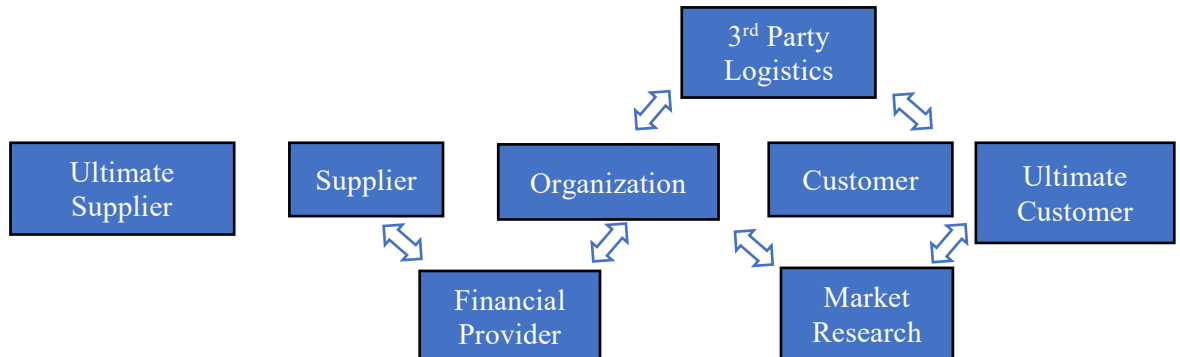 3rd Party
Logistics
Ultimate
Supplier
Supplier
Organization
Customer
Ultimate
Customer
Financial
Provider
Market
Research